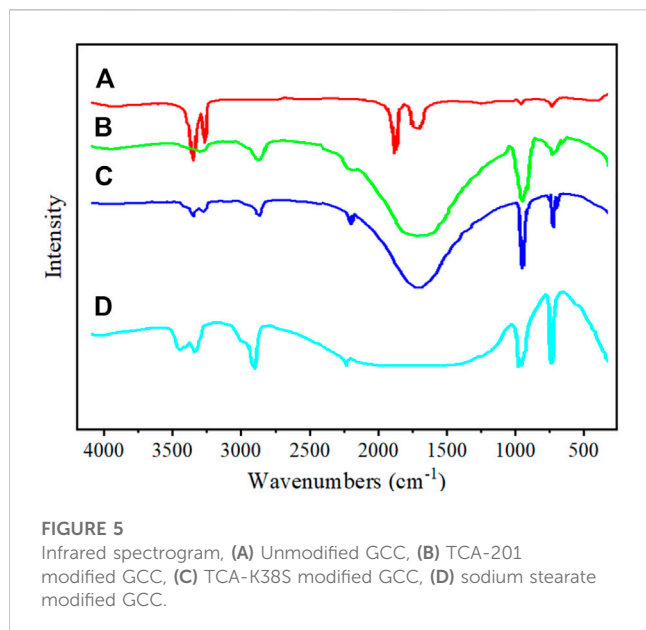 A
B
C
D
Intensity
4000 3500 3000 2500 2000 1500 1000 500
Wavenumbers (cm⁻¹)
FIGURE 5
Infrared spectrogram, (A) Unmodified GCC, (B) TCA-201
modified GCC, (C) TCA-K38S modified GCC, (D) sodium stearate
modified GCC.